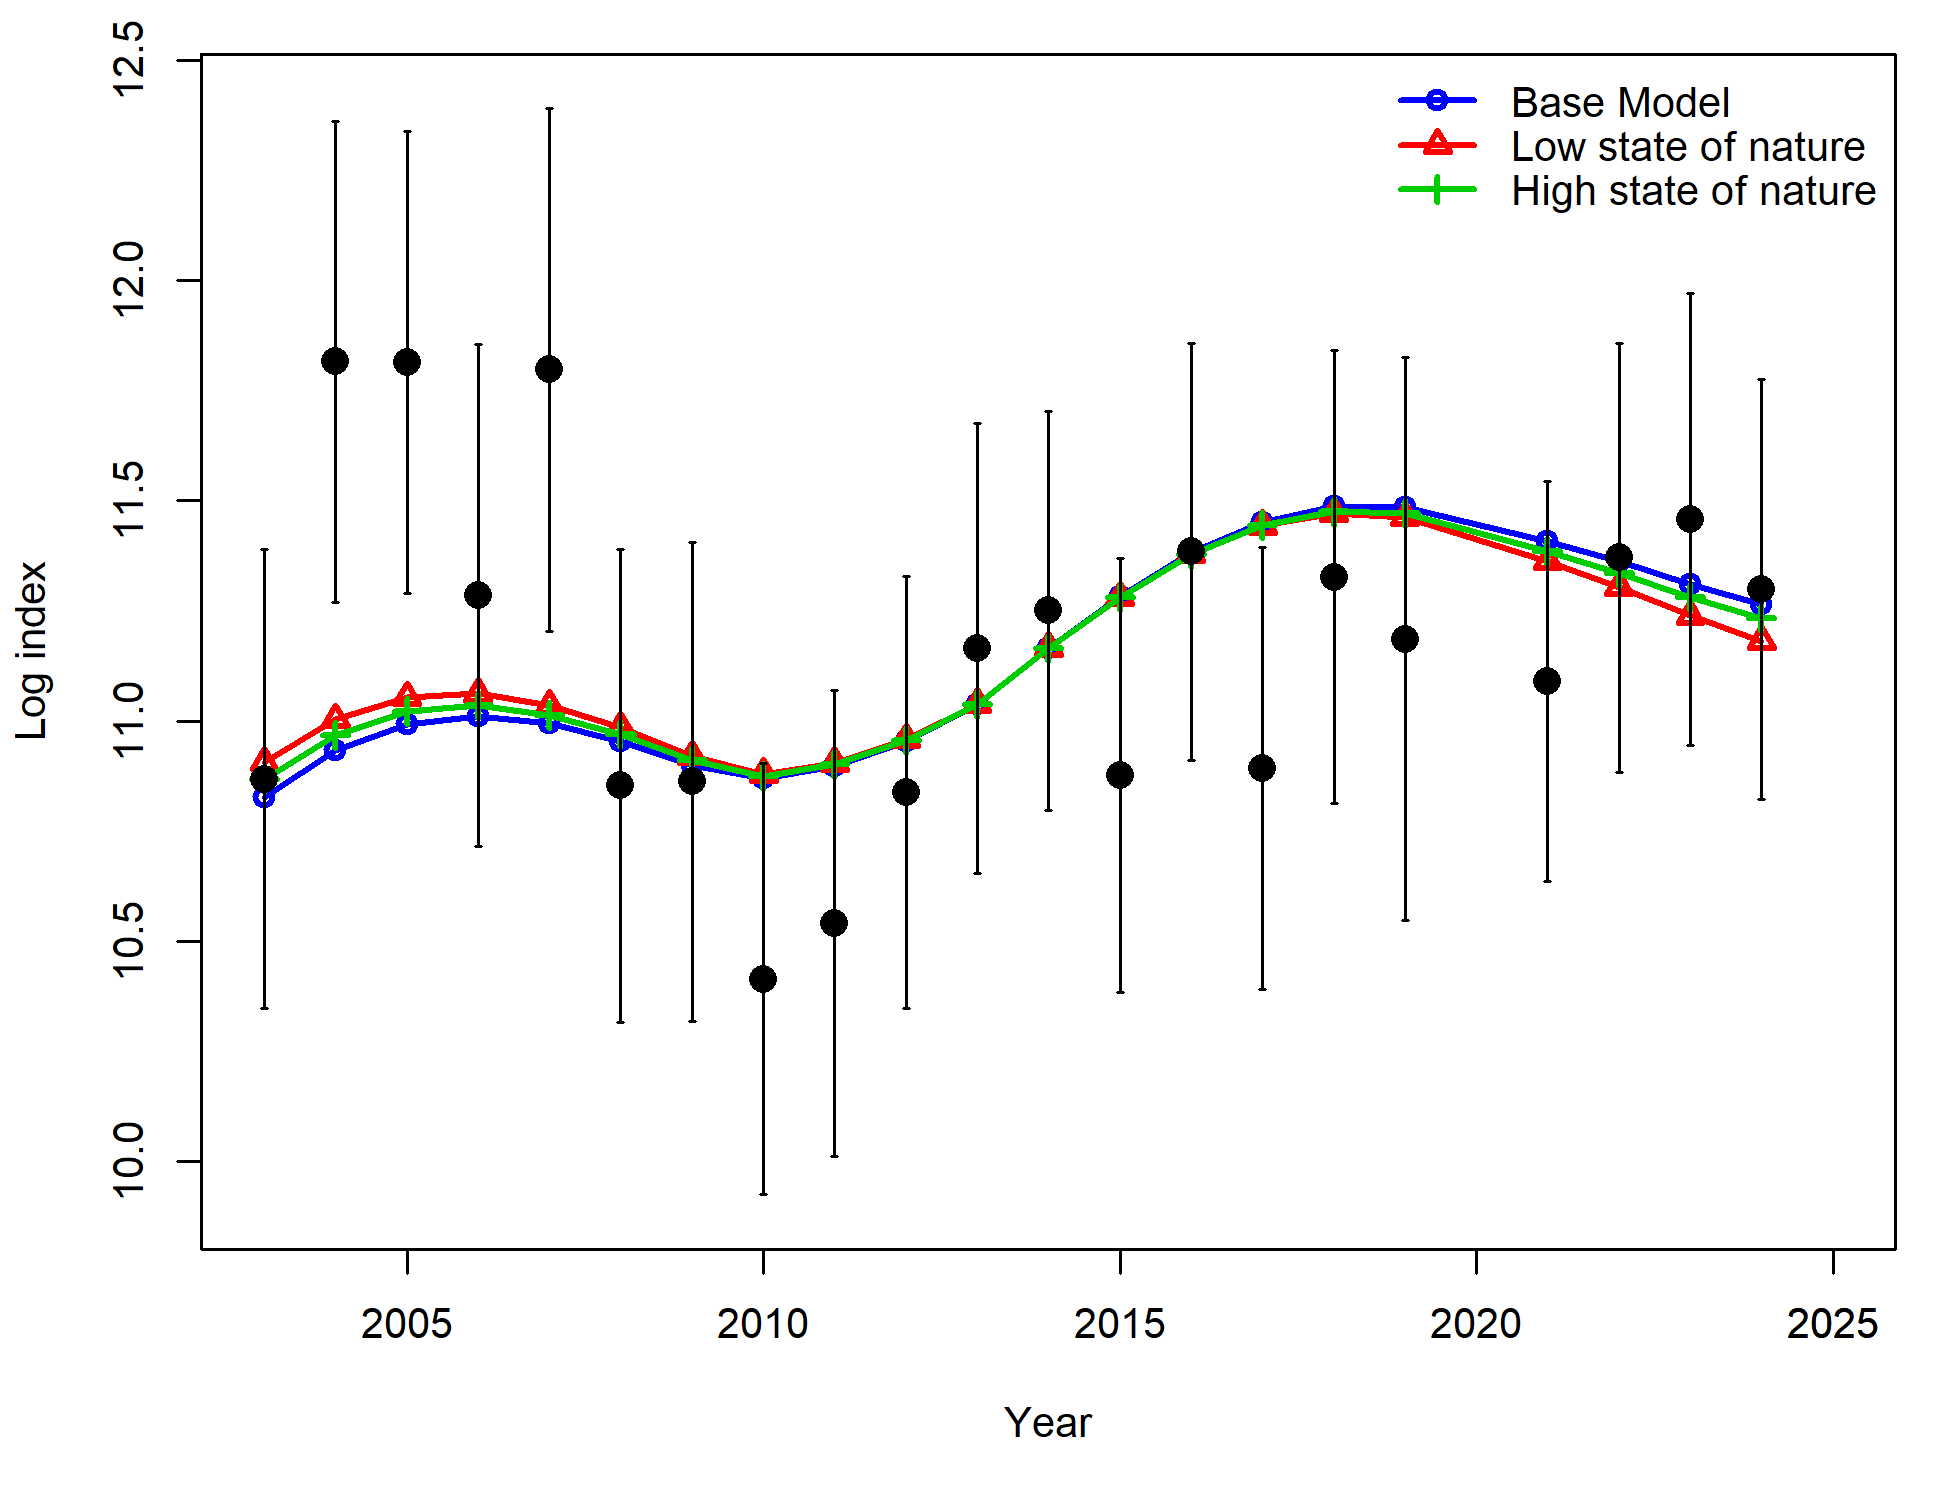 12.5
12.0
11.5
11.0
10.5
10.0
Log index
Base Model
Low state of nature
High state of nature
2005 2010 2015 2020 2025
Year